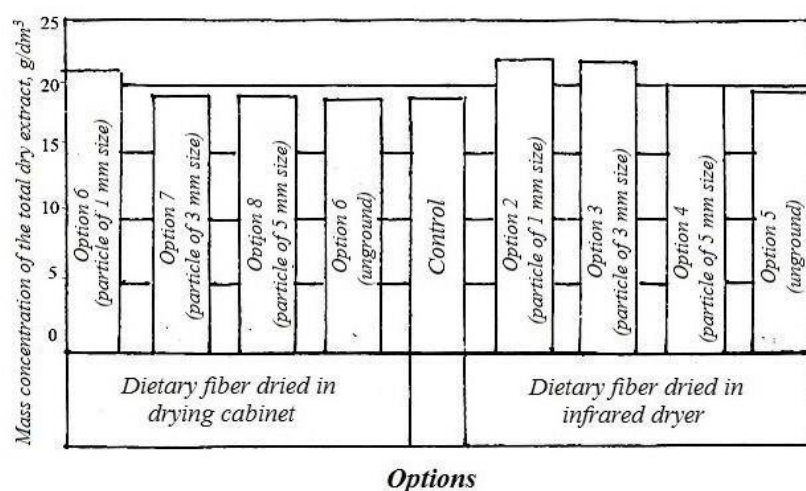 Mass concentration of the total dry extract, g/dm³
25
20
15
10
5
0
Option 6
(particle of 1 mm size)
Option 7
(particle of 3 mm size)
Option 8
(particle of 5 mm size)
Option 6
(unground)
Control
Option 2
(particle of 1 mm size)
Option 3
(particle of 3 mm size)
Option 4
(particle of 5 mm size)
Option 5
(unground)
Dietary fiber dried in
drying cabinet
Dietary fiber dried in
infrared dryer
Options